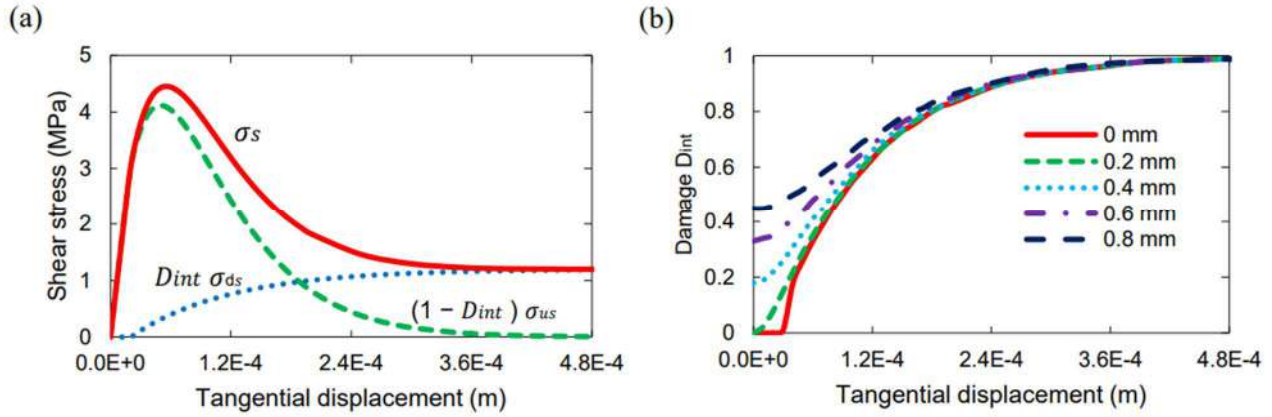 (a)
5
4
3
2
1
0
Shear stress (MPa)
σs
Dint σds
(1 − Dint ) σus
0.0E+0 1.2E-4 2.4E-4 3.6E-4 4.8E-4
Tangential displacement (m)
(b)
1
0.8
0.6
0.4
0.2
0
Damage Dint
0 mm
0.2 mm
0.4 mm
0.6 mm
0.8 mm
0.0E+0 1.2E-4 2.4E-4 3.6E-4 4.8E-4
Tangential displacement (m)